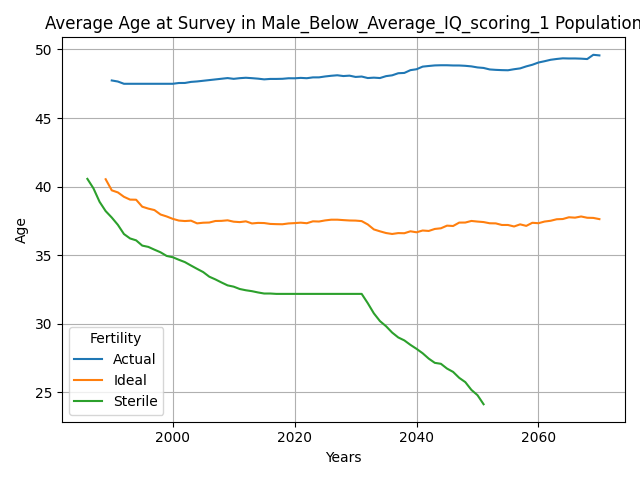 Average Age at Survey in Male_Below_Average_IQ_scoring_1 Population
50
45
40
35
30
25
Age
2000
2020
2040
2060
Years
Fertility
Actual
Ideal
Sterile